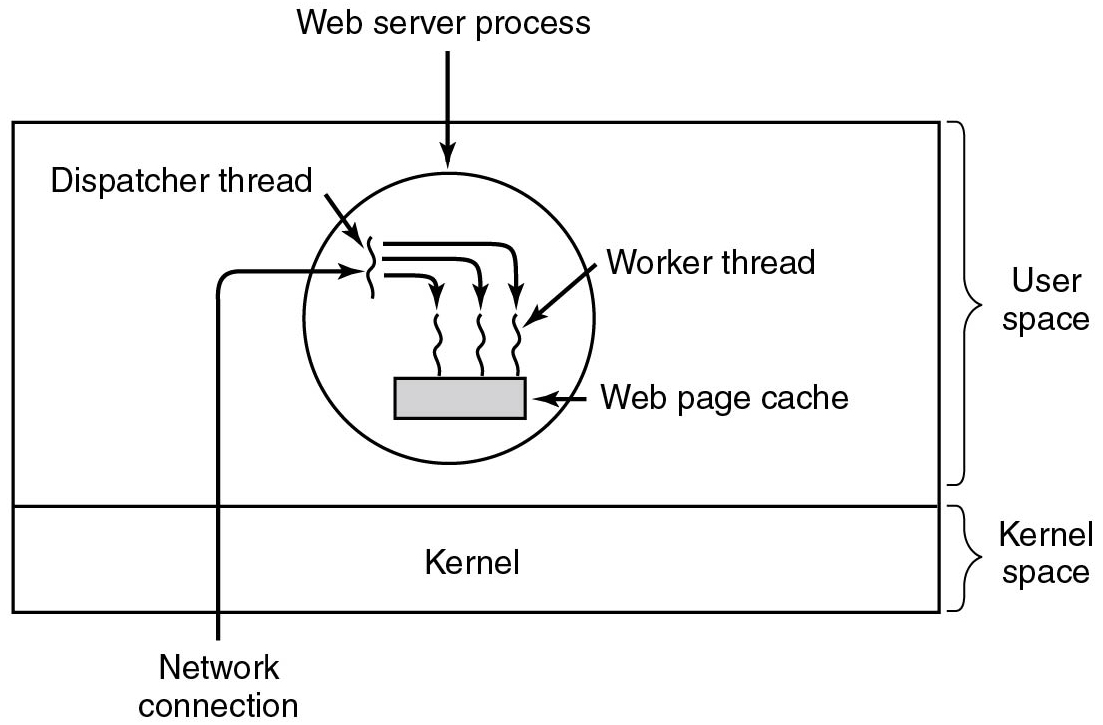 Web server process
Dispatcher thread
Worker thread
User
space
Web page cache
Kernel
Kernel
space
Network
connection